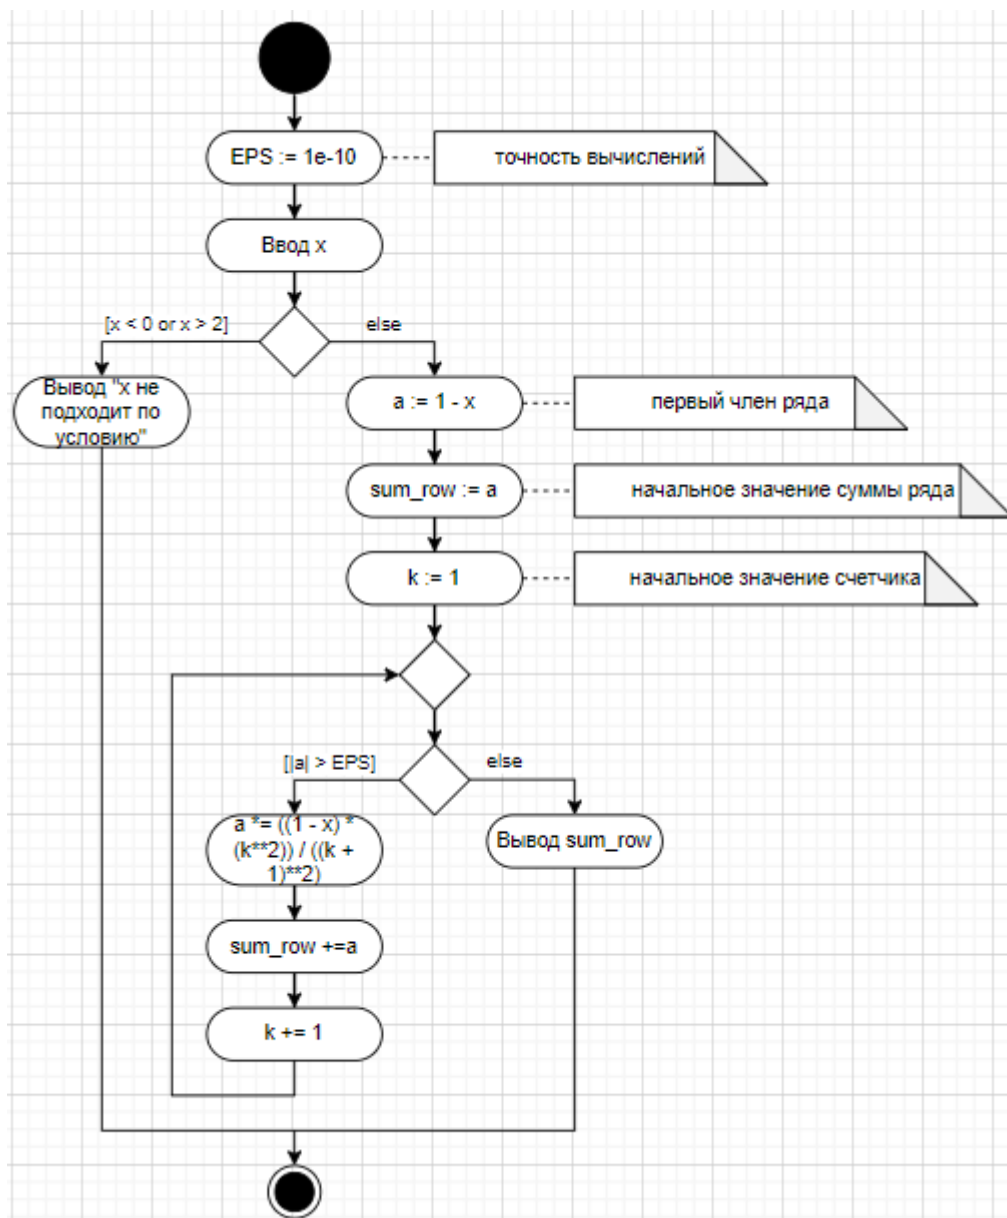 EPS := 1e-10
точность вычислений
Ввод x
[x < 0 or x > 2]
else
Вывод "x не
подходит по
условию"
a := 1 - x
первый член ряда
sum_row := a
начальное значение суммы ряда
k := 1
начальное значение счетчика
[|a| > EPS]
else
a *= ((1 - x) *
(k**2)) / ((k +
1)**2)
Вывод sum_row
sum_row +=a
k += 1